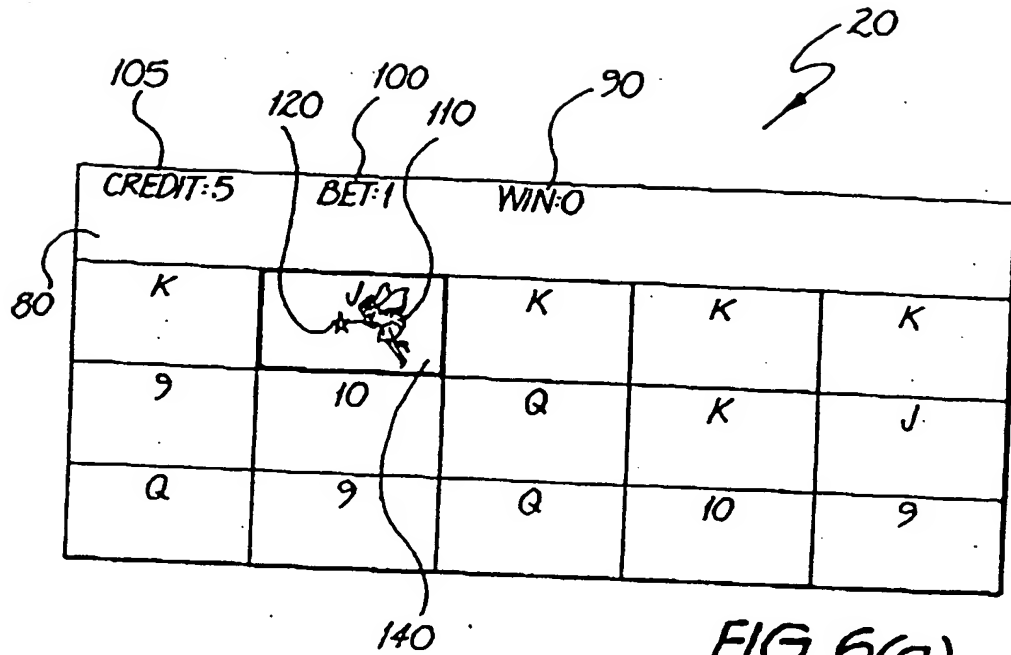 20
105 100 90
120 110
CREDIT:5 BET:1 WIN:0
80
K J K K K
9 10 Q K J
Q 9 Q 10 9
140
FIG. 6(a)